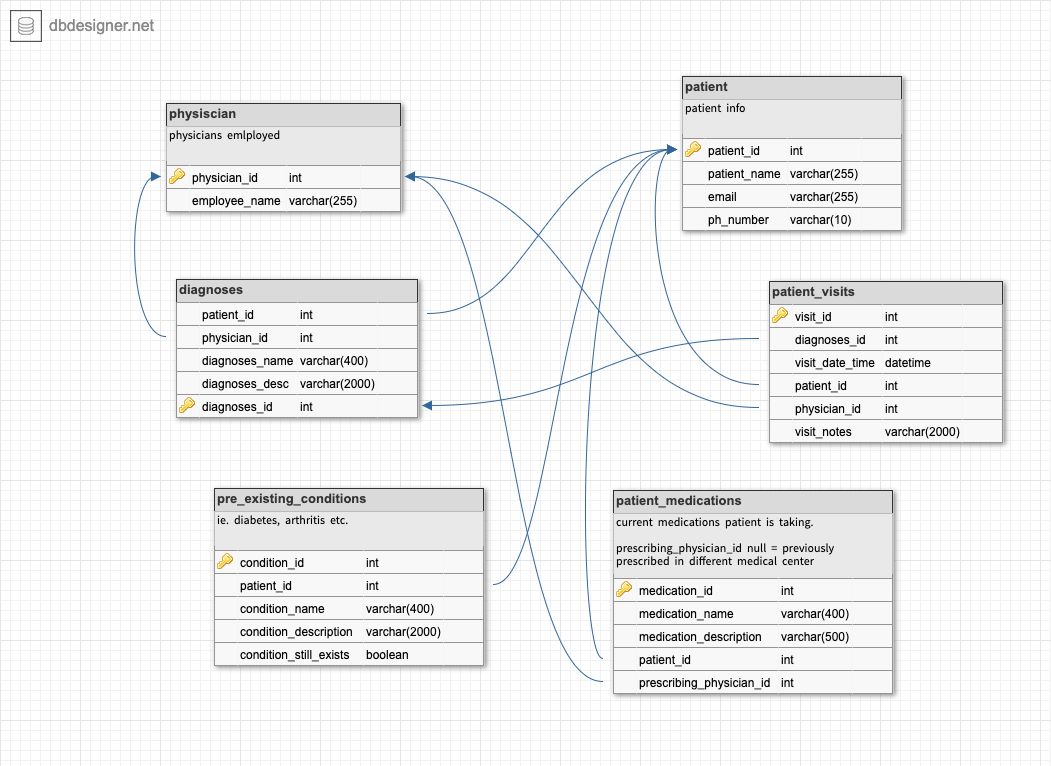 dbdesigner.net
physiscian
physicians emlployed
physician_id int
employee_name varchar(255)
patient
patient info
patient_id int
patient_name varchar(255)
email varchar(255)
ph_number varchar(10)
diagnoses
patient_id int
physician_id int
diagnoses_name varchar(400)
diagnoses_desc varchar(2000)
diagnoses_id int
patient_visits
visit_id int
diagnoses_id int
visit_date_time datetime
patient_id int
physician_id int
visit_notes varchar(2000)
pre_existing_conditions
ie. diabetes, arthritis etc.
condition_id int
patient_id int
condition_name varchar(400)
condition_description varchar(2000)
condition_still_exists boolean
patient_medications
current medications patient is taking.
prescribing_physician_id null = previously
prescribed in different medical center
medication_id int
medication_name varchar(400)
medication_description varchar(500)
patient_id int
prescribing_physician_id int